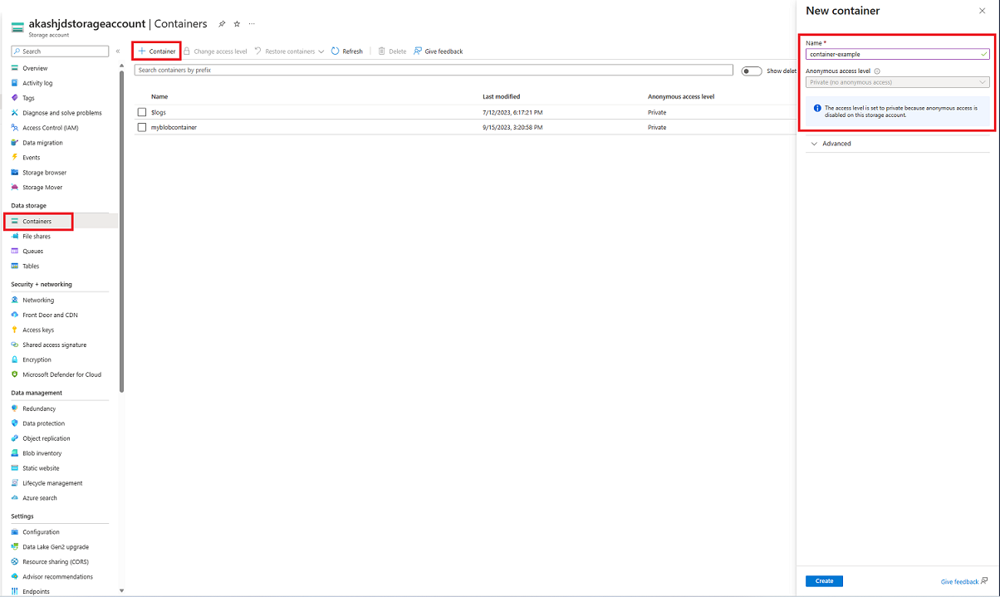 akashjdstorageaccount | Containers
Storage account
Search
Overview
Activity log
Tags
Diagnose and solve problems
Access Control (IAM)
Data migration
Events
Storage browser
Storage Mover
Data storage
Containers
File shares
Queues
Tables
Security + networking
Networking
Front Door and CDN
Access keys
Shared access signature
Encryption
Microsoft Defender for Cloud
Data management
Redundancy
Data protection
Object replication
Blob inventory
Static website
Lifecycle management
Azure search
Settings
Configuration
Data Lake Gen2 upgrade
Resource sharing (CORS)
Advisor recommendations
Endpoints
+ Container Change access level Restore containers Refresh Delete Give feedback
Search containers by prefix Show delet
Name Last modified Anonymous access level
$logs 7/12/2023, 6:17:21 PM Private
myblobcontainer 9/15/2023, 3:20:58 PM Private
New container
Name *
container-example
Anonymous access level
Private (no anonymous access)
The access level is set to private because anonymous access is
disabled on this storage account.
Advanced
Create Give feedback